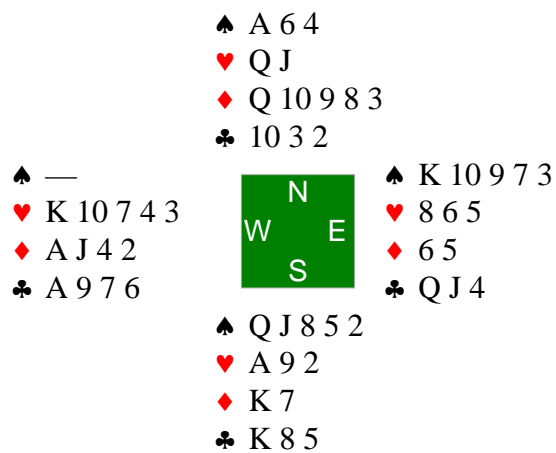 ♠ A 6 4
♥ Q J
♦ Q 10 9 8 3
♣ 10 3 2
♠ —
♥ K 10 7 4 3
♦ A J 4 2
♣ A 9 7 6
N
W E
S
♠ K 10 9 7 3
♥ 8 6 5
♦ 6 5
♣ Q J 4
♠ Q J 8 5 2
♥ A 9 2
♦ K 7
♣ K 8 5